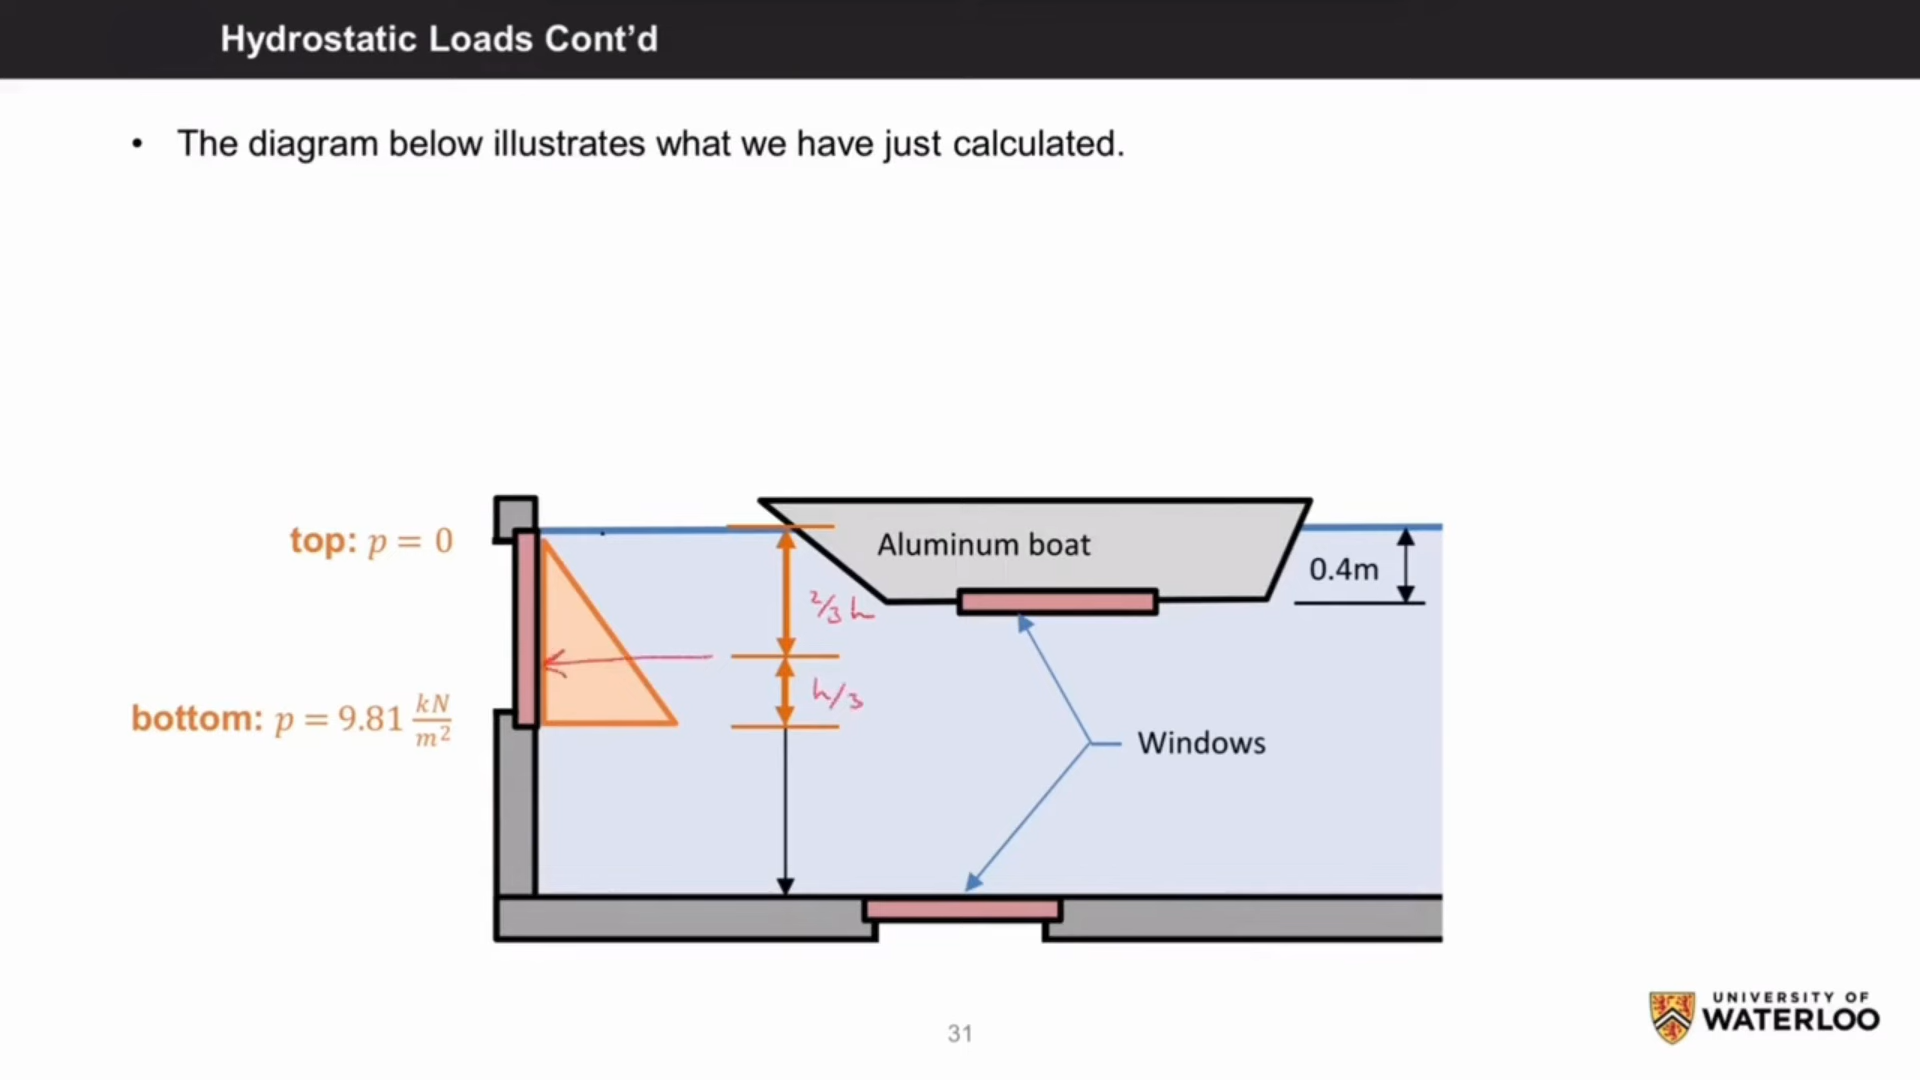 Hydrostatic Loads Cont’d
• The diagram below illustrates what we have just calculated.
top: p = 0
Aluminum boat
0.4m
2/3 h
h/3
bottom: p = 9.81 kN/m²
Windows
UNIVERSITY OF
WATERLOO
31